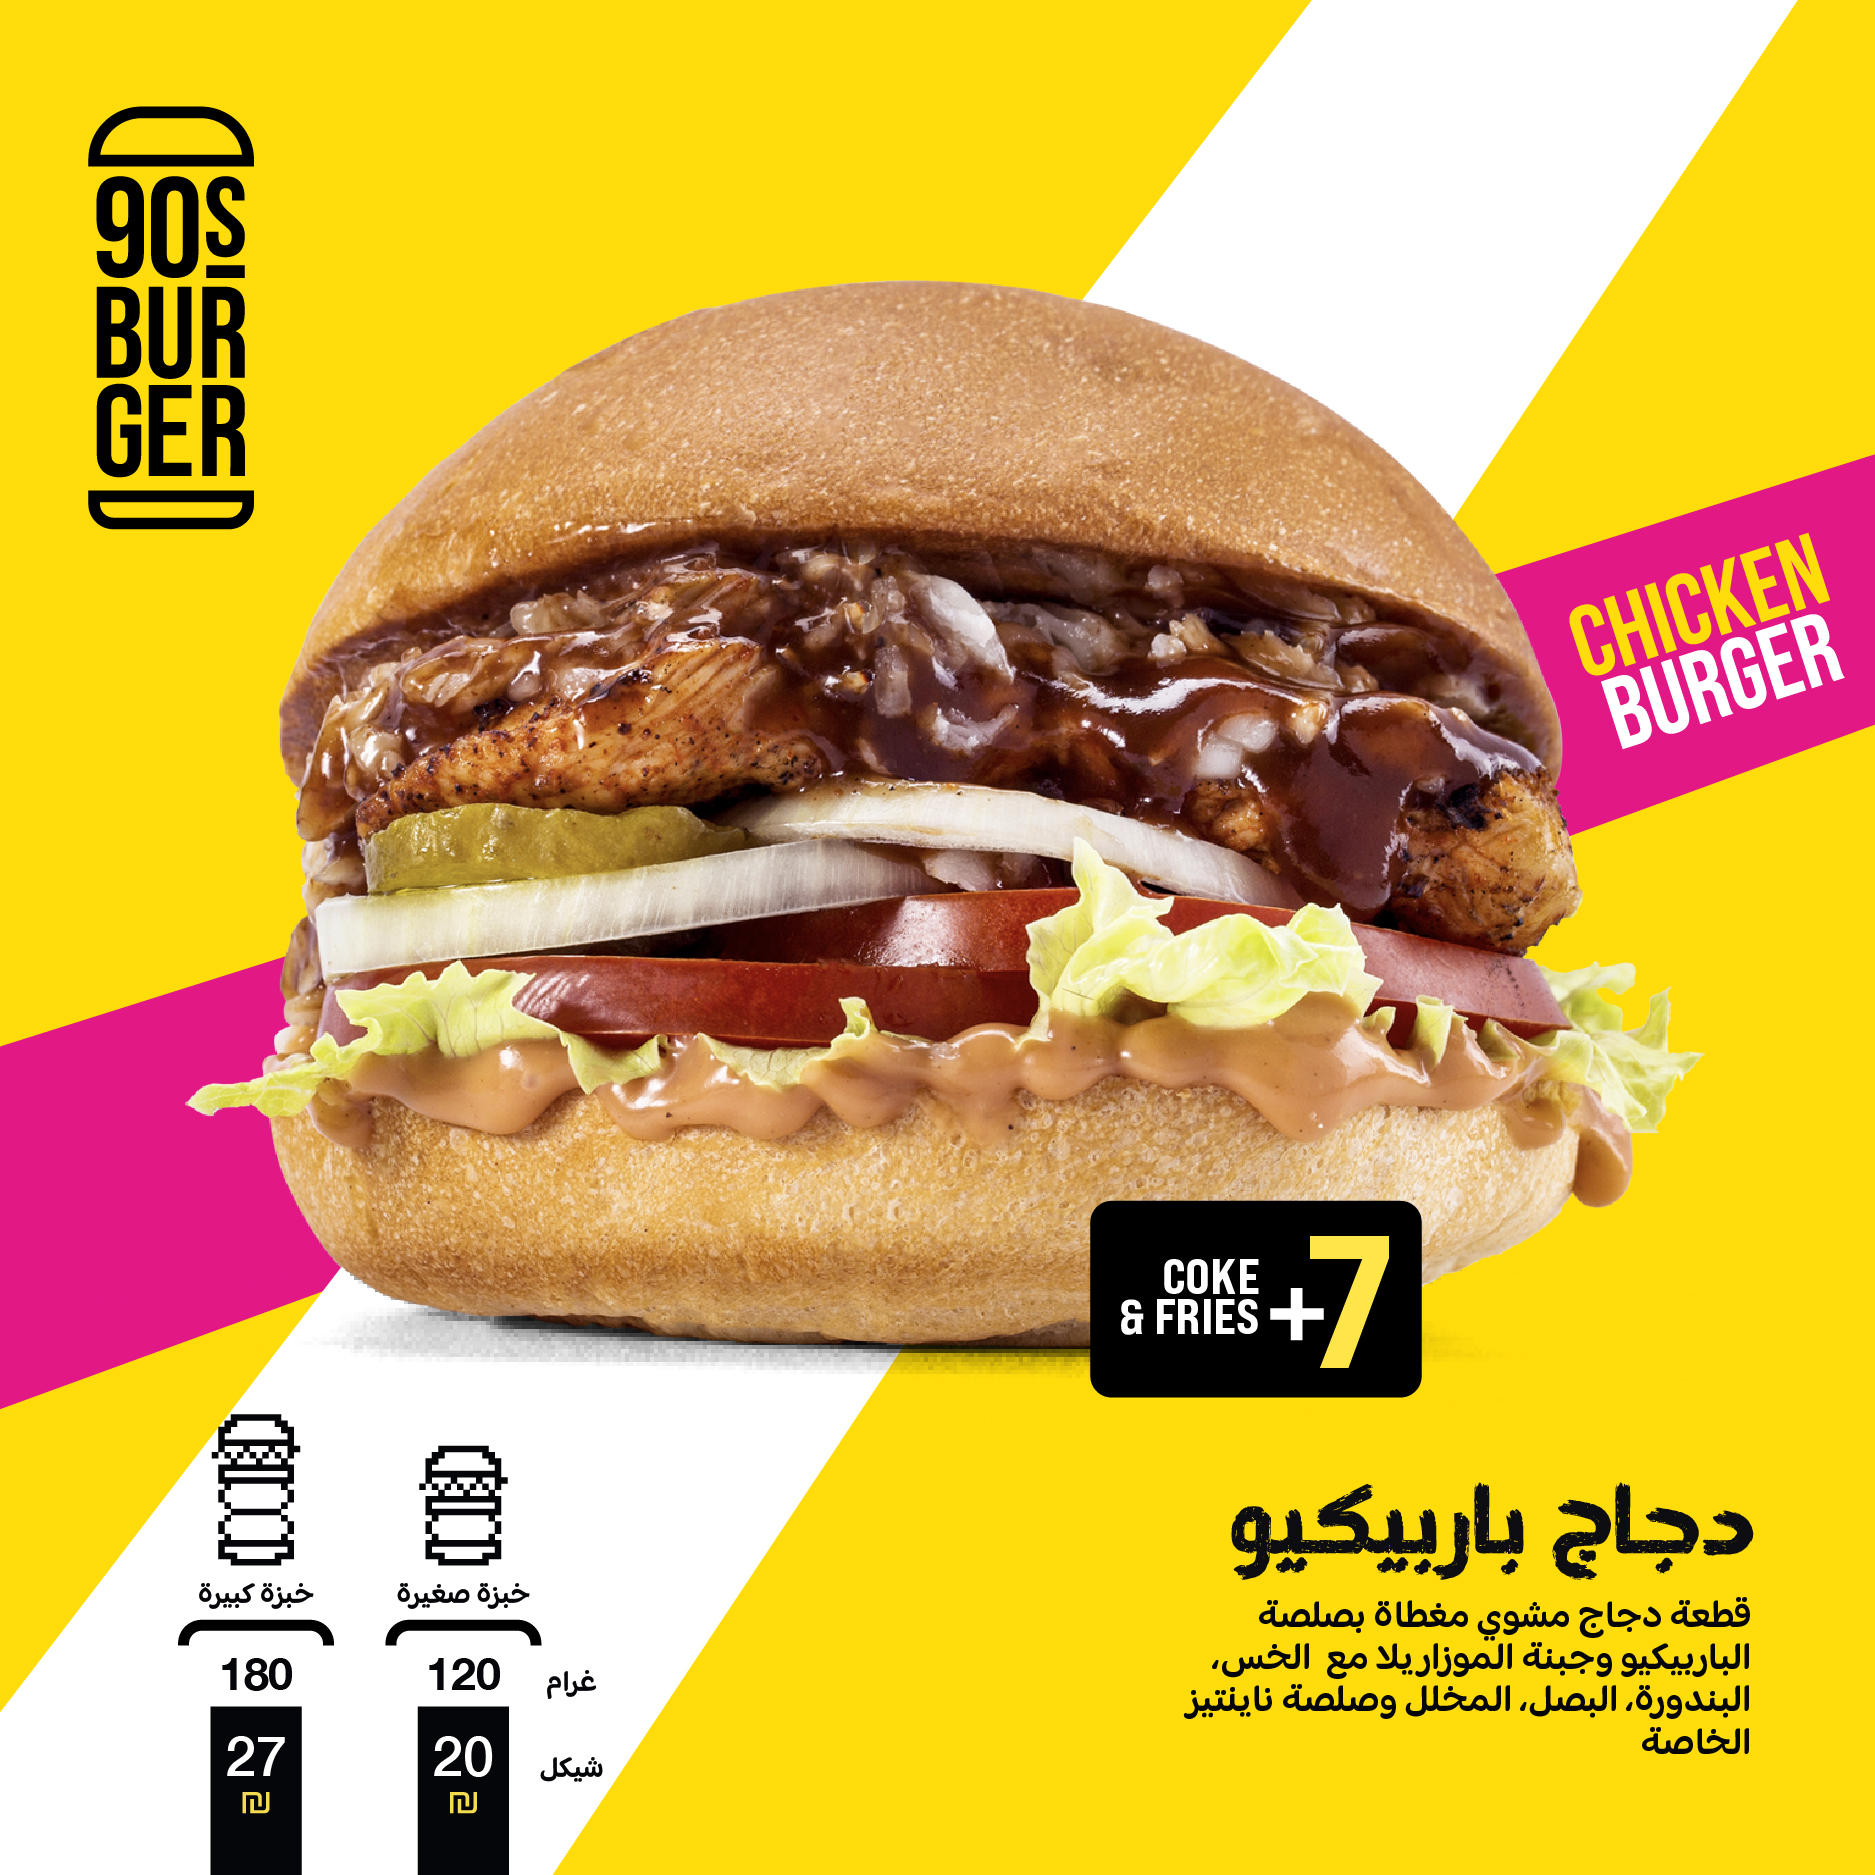 90s
BUR
GER
CHICKEN
BURGER
COKE
& FRIES +7
دجاج باربيكيو
قطعة دجاج مشوي مغطاة بصلصة
الباربيكيو وجبنة الموزاريلا مع الخس،
البندورة، البصل، المخلل وصلصة ناينتيز
الخاصة
خبزة صغيرة خبزة كبيرة
غرام 120 180
شيكل 20 27
₪ ₪